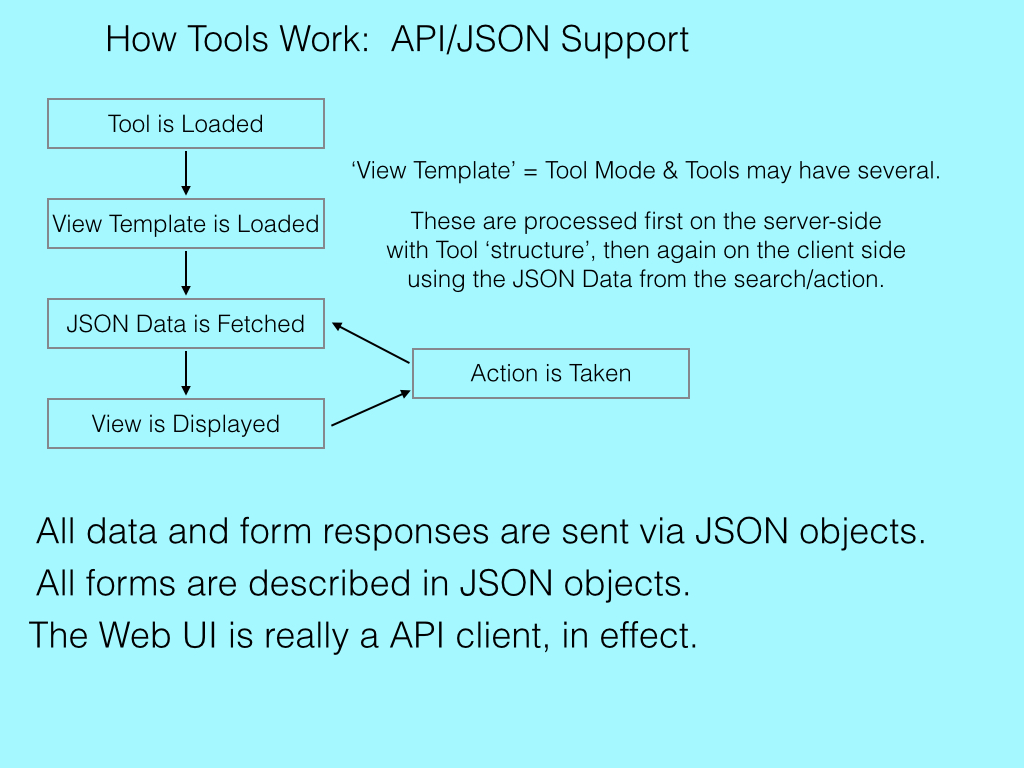 How Tools Work:  API/JSON Support
Tool is Loaded
‘View Template’ = Tool Mode & Tools may have several.
View Template is Loaded
These are processed first on the server-side
with Tool ‘structure’, then again on the client side
using the JSON Data from the search/action.
JSON Data is Fetched
Action is Taken
View is Displayed
All data and form responses are sent via JSON objects.
All forms are described in JSON objects.
The Web UI is really a API client, in effect.